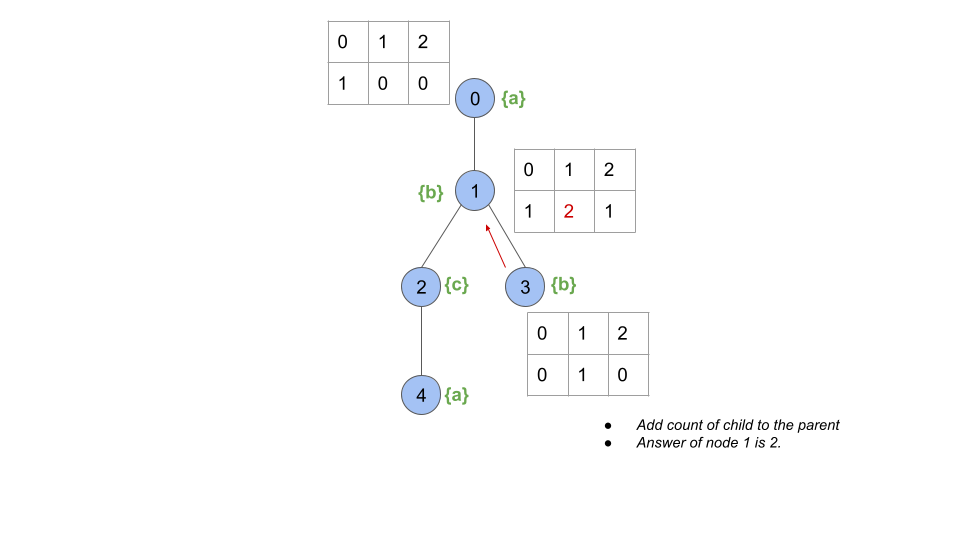 0 1 2
1 0 0
0 {a}
{b} 1
0 1 2
1 2 1
2 {c}
3 {b}
0 1 2
0 1 0
4 {a}
● Add count of child to the parent
● Answer of node 1 is 2.